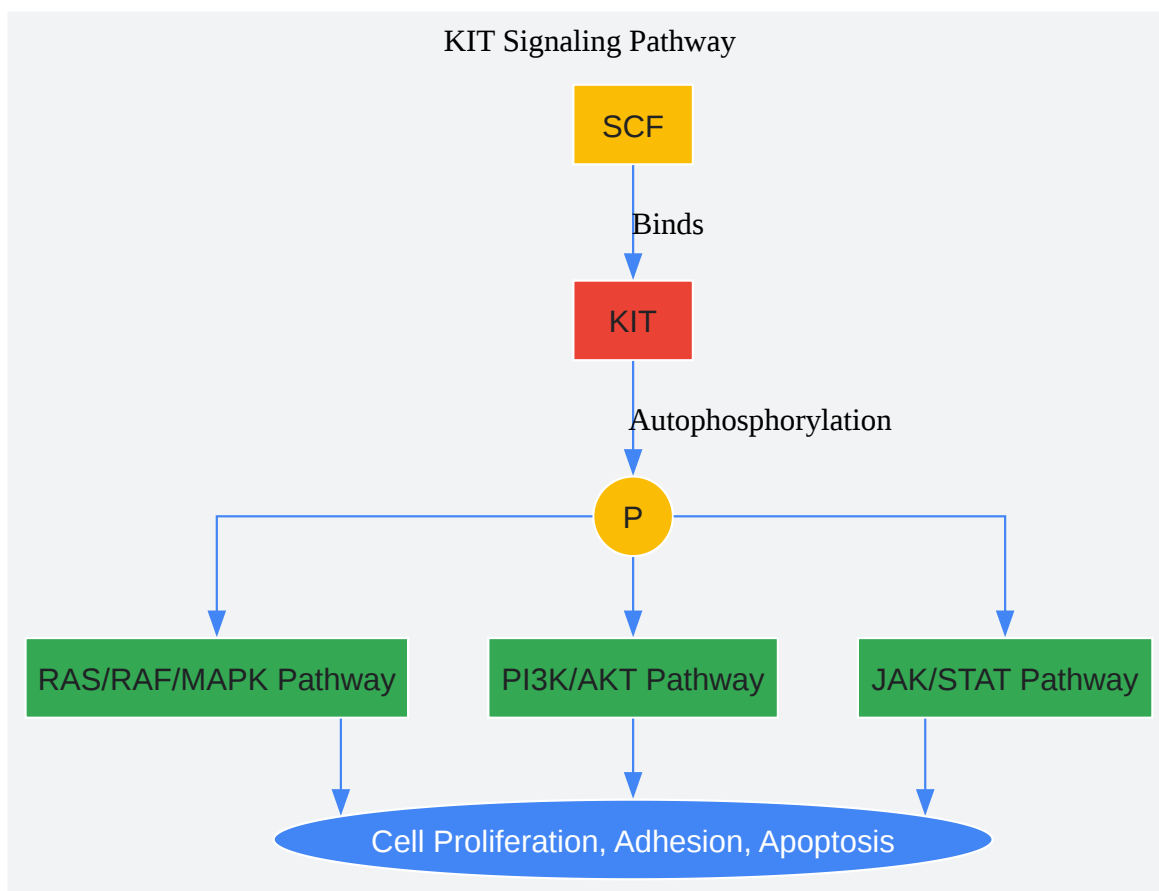 KIT Signaling Pathway
SCF
Binds
KIT
Autophosphorylation
P
RAS/RAF/MAPK Pathway
PI3K/AKT Pathway
JAK/STAT Pathway
Cell Proliferation, Adhesion, Apoptosis